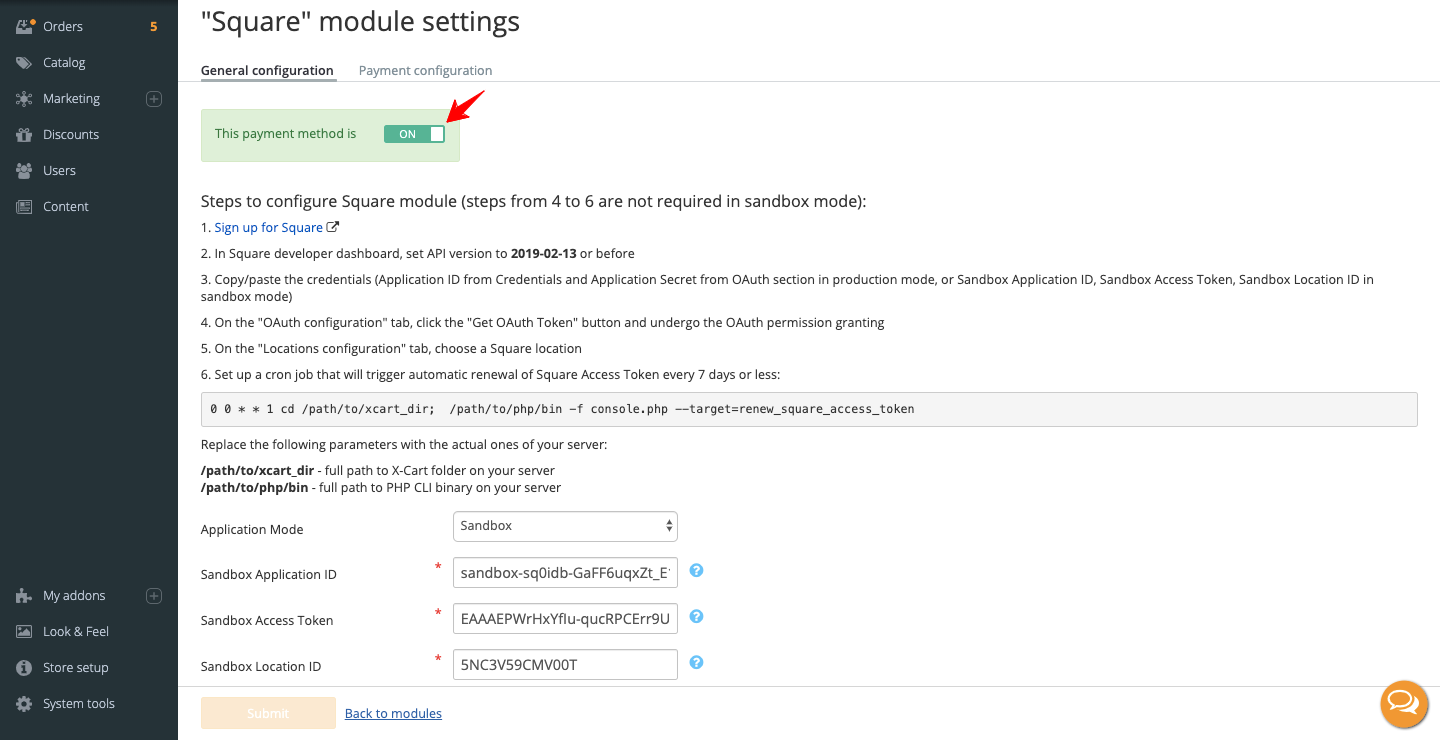 Orders 5
Catalog
Marketing
Discounts
Users
Content
My addons
Look & Feel
Store setup
System tools
"Square" module settings
General configuration Payment configuration
This payment method is ON
Steps to configure Square module (steps from 4 to 6 are not required in sandbox mode):
1. Sign up for Square
2. In Square developer dashboard, set API version to 2019-02-13 or before
3. Copy/paste the credentials (Application ID from Credentials and Application Secret from OAuth section in production mode, or Sandbox Application ID, Sandbox Access Token, Sandbox Location ID in
sandbox mode)
4. On the "OAuth configuration" tab, click the "Get OAuth Token" button and undergo the OAuth permission granting
5. On the "Locations configuration" tab, choose a Square location
6. Set up a cron job that will trigger automatic renewal of Square Access Token every 7 days or less:
0 0 * * 1 cd /path/to/xcart_dir;  /path/to/php/bin -f console.php --target=renew_square_access_token
Replace the following parameters with the actual ones of your server:
/path/to/xcart_dir - full path to X-Cart folder on your server
/path/to/php/bin - full path to PHP CLI binary on your server
Application Mode Sandbox
Sandbox Application ID * sandbox-sq0idb-GaFF6uqxZt_E
Sandbox Access Token * EAAAEPWrHxYfIu-qucRPCErr9U
Sandbox Location ID * 5NC3V59CMV00T
Submit Back to modules